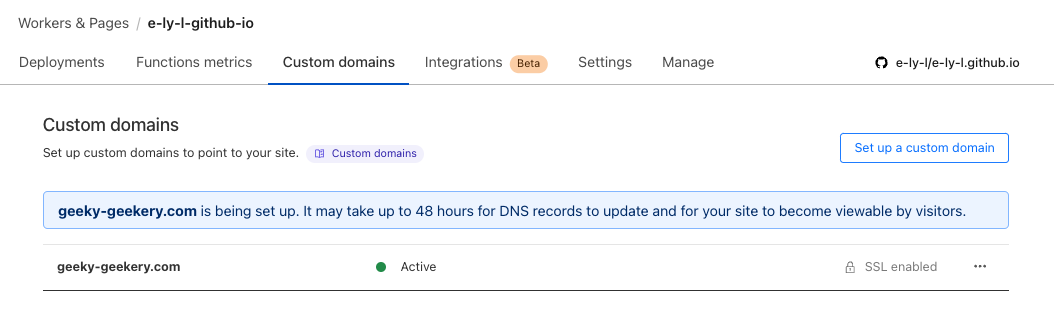 Workers & Pages / e-ly-l-github-io
Deployments Functions metrics Custom domains Integrations Beta Settings Manage e-ly-l/e-ly-l.github.io
Custom domains
Set up custom domains to point to your site. Custom domains
Set up a custom domain
geeky-geekery.com is being set up. It may take up to 48 hours for DNS records to update and for your site to become viewable by visitors.
geeky-geekery.com Active SSL enabled ...